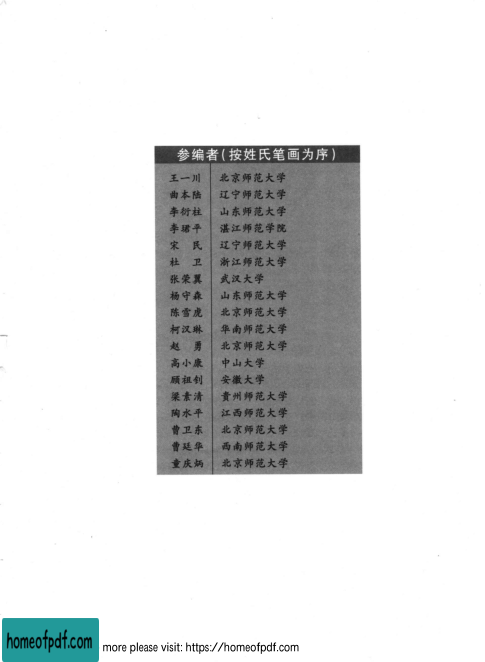 参编者(按姓氏笔画为序)
王一川 北京师范大学
曲本陆 辽宁师范大学
李衍柱 山东师范大学
李珺平 湛江师范学院
宋 民 辽宁师范大学
杜 卫 浙江师范大学
张荣翼 武汉大学
杨守森 山东师范大学
陈雪虎 北京师范大学
柯汉琳 华南师范大学
赵 勇 北京师范大学
高小康 中山大学
顾祖钊 安徽大学
梁素清 貴州师范大学
陶水平 江西师范大学
曹卫东 北京师范大学
曹廷华 西南师范大学
童庆炳 北京师范大学
homeofpdf.com more please visit: https://homeofpdf.com